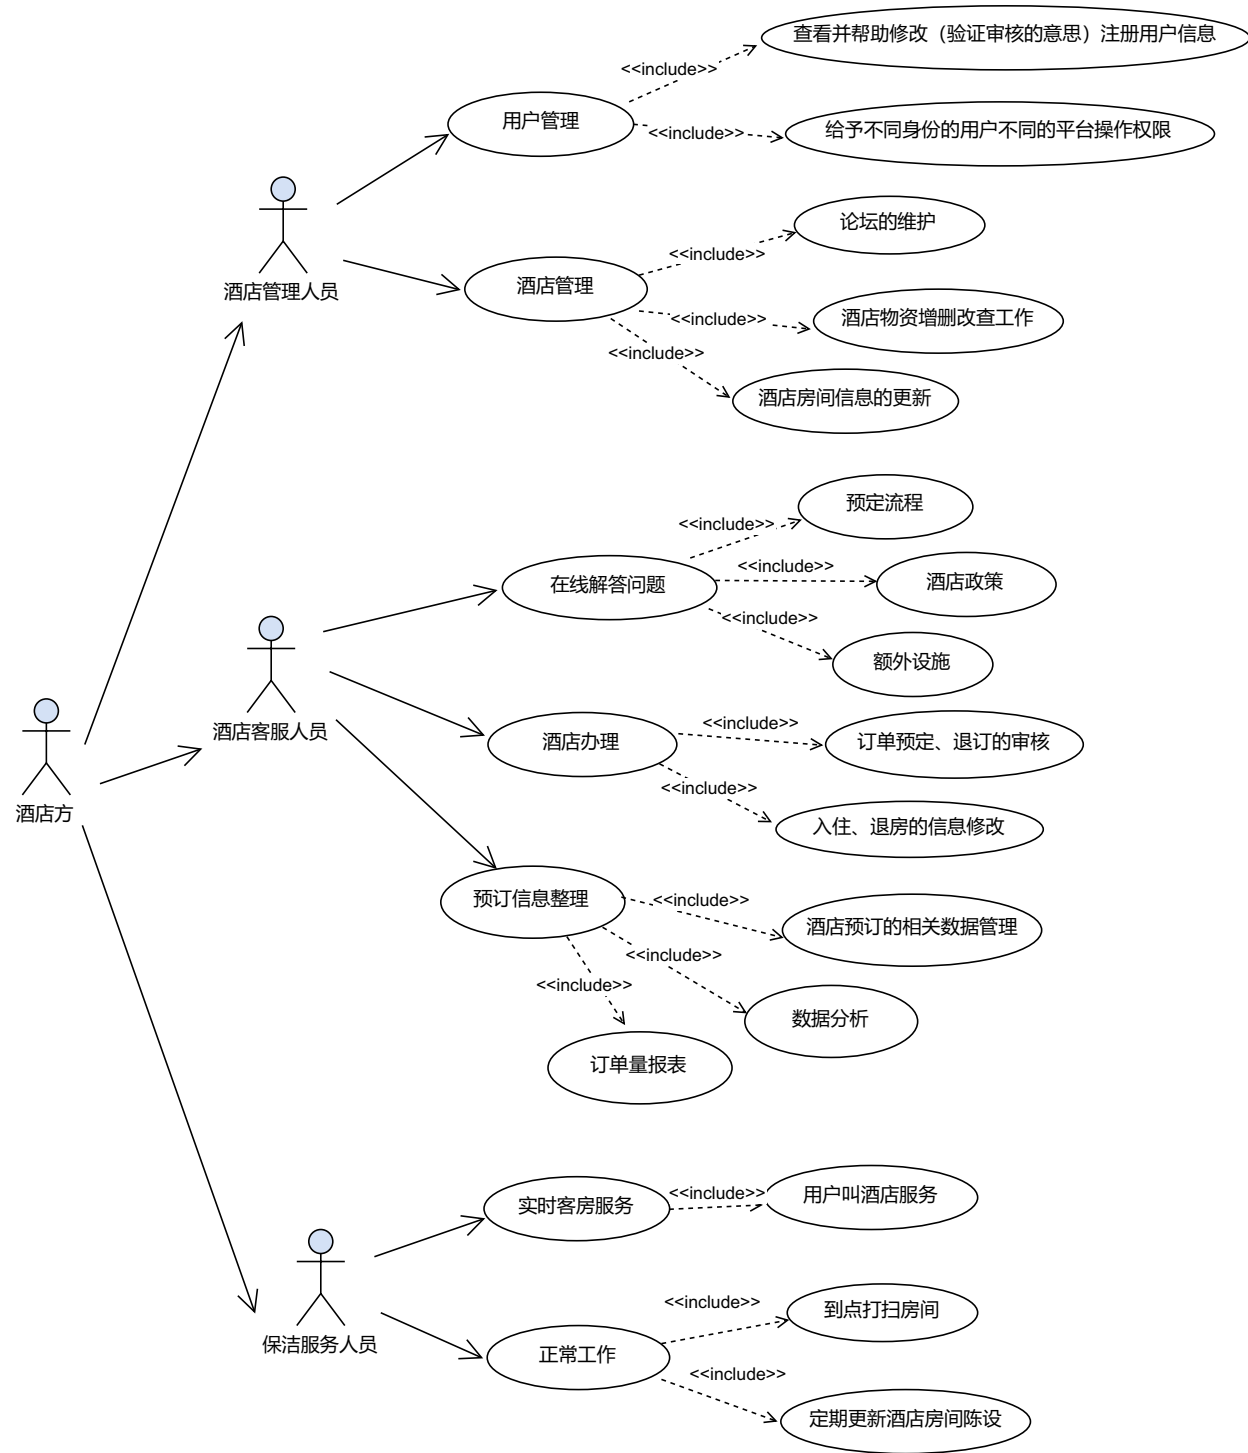 查看并帮助修改（验证审核的意思）注册用户信息
<<include>>
用户管理
<<include>>
给予不同身份的用户不同的平台操作权限
论坛的维护
<<include>>
酒店管理人员
酒店管理
<<include>>
酒店物资增删改查工作
<<include>>
酒店房间信息的更新
预定流程
<<include>>
<<include>>
在线解答问题
酒店政策
<<include>>
额外设施
酒店客服人员
<<include>>
酒店办理
订单预定、退订的审核
<<include>>
酒店方
入住、退房的信息修改
预订信息整理
<<include>>
酒店预订的相关数据管理
<<include>>
<<include>>
数据分析
订单量报表
<<include>>
用户叫酒店服务
实时客房服务
<<include>>
到点打扫房间
保洁服务人员
正常工作
<<include>>
定期更新酒店房间陈设